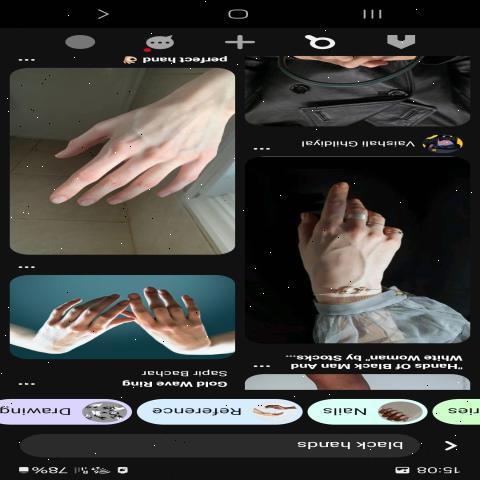 15:08 78%
black hands
ries Nails Reference Drawing
"Hands Of Black Man And
White Woman" by Stocks...
Vaishali Ghildiyal
Gold Wave Ring
Sapir Bachar
perfect hand